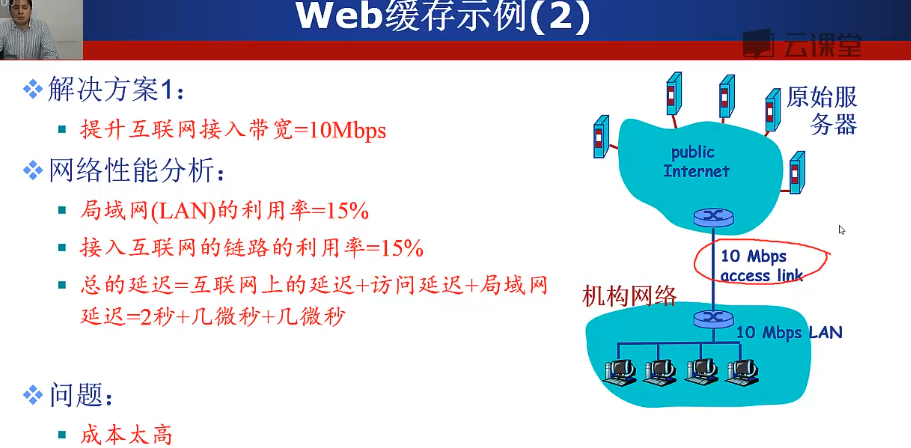 Web缓存示例(2)
云课堂
解决方案1：
提升互联网接入带宽=10Mbps
网络性能分析：
局域网(LAN)的利用率=15%
接入互联网的链路的利用率=15%
总的延迟=互联网上的延迟+访问延迟+局域网
延迟=2秒+几微秒+几微秒
问题：
成本太高
原始服
务器
public
Internet
10 Mbps
access link
机构网络
10 Mbps LAN